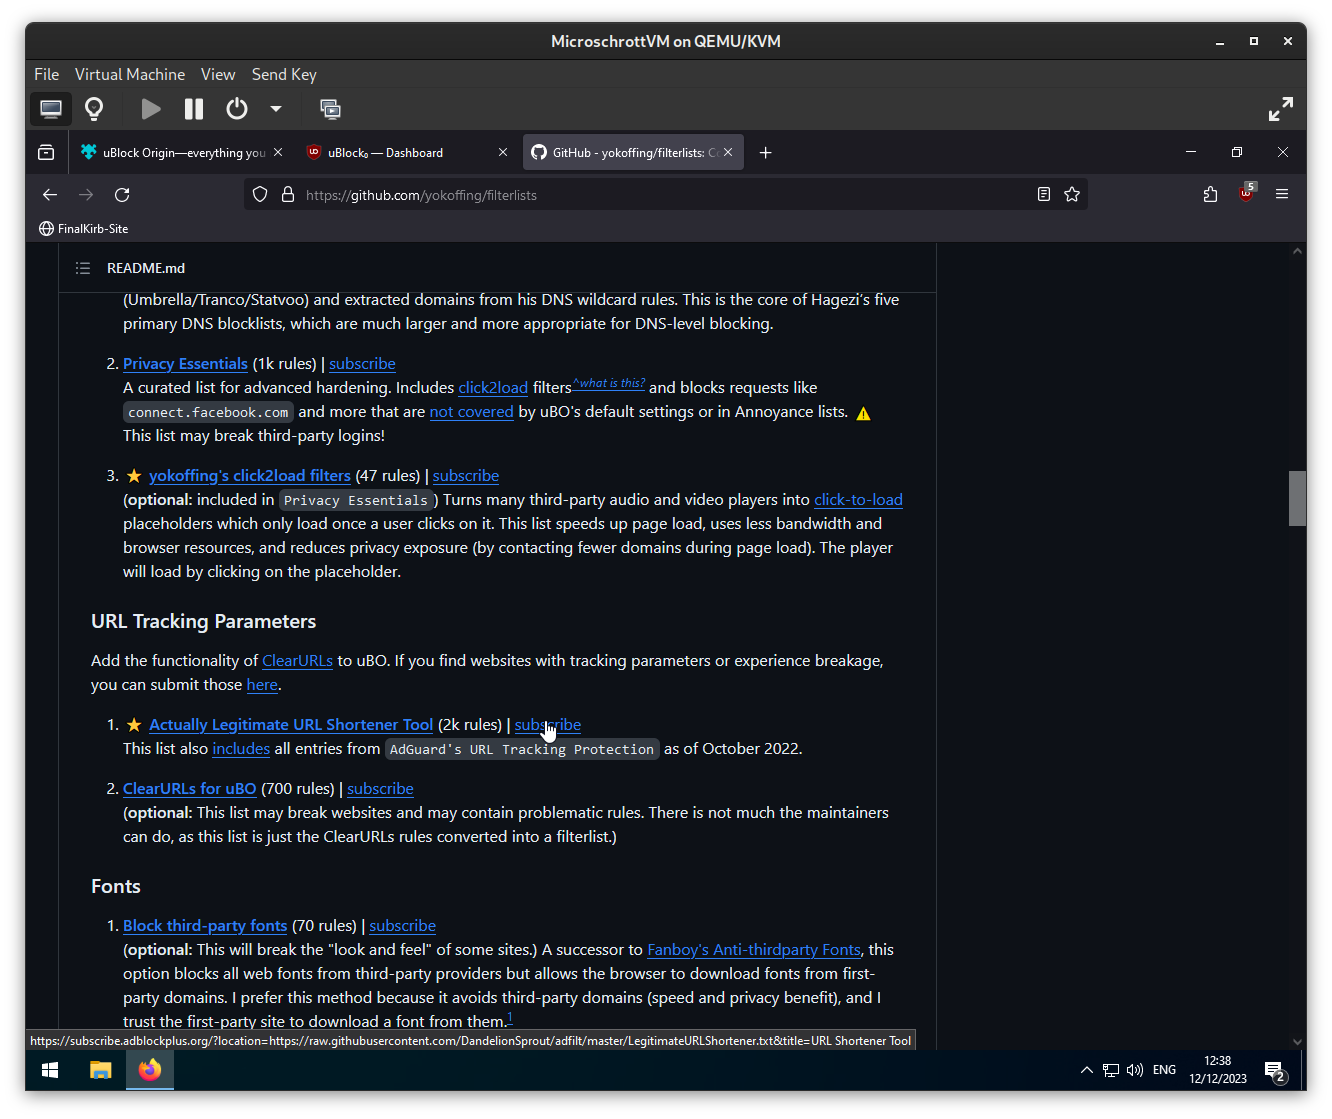 MicroschrottVM on QEMU/KVM
File Virtual Machine View Send Key
uBlock Origin—everything you
uBlock₀ — Dashboard
GitHub - yokoffing/filterlists: Co
https://github.com/yokoffing/filterlists
5
FinalKirb-Site
README.md
(Umbrella/Tranco/Statvoo) and extracted domains from his DNS wildcard rules. This is the core of Hagezi's five
primary DNS blocklists, which are much larger and more appropriate for DNS-level blocking.
2. Privacy Essentials (1k rules) | subscribe
A curated list for advanced hardening. Includes click2load filters^what is this? and blocks requests like
connect.facebook.com and more that are not covered by uBO's default settings or in Annoyance lists. ⚠
This list may break third-party logins!
3. ⭐ yokoffing's click2load filters (47 rules) | subscribe
(optional: included in Privacy Essentials) Turns many third-party audio and video players into click-to-load
placeholders which only load once a user clicks on it. This list speeds up page load, uses less bandwidth and
browser resources, and reduces privacy exposure (by contacting fewer domains during page load). The player
will load by clicking on the placeholder.
URL Tracking Parameters
Add the functionality of ClearURLs to uBO. If you find websites with tracking parameters or experience breakage,
you can submit those here.
1. ⭐ Actually Legitimate URL Shortener Tool (2k rules) | subscribe
This list also includes all entries from AdGuard's URL Tracking Protection as of October 2022.
2. ClearURLs for uBO (700 rules) | subscribe
(optional: This list may break websites and may contain problematic rules. There is not much the maintainers
can do, as this list is just the ClearURLs rules converted into a filterlist.)
Fonts
1. Block third-party fonts (70 rules) | subscribe
(optional: This will break the "look and feel" of some sites.) A successor to Fanboy's Anti-thirdparty Fonts, this
option blocks all web fonts from third-party providers but allows the browser to download fonts from first-
party domains. I prefer this method because it avoids third-party domains (speed and privacy benefit), and I
trust the first-party site to download a font from them.1
https://subscribe.adblockplus.org/?location=https://raw.githubusercontent.com/DandelionSprout/adfilt/master/LegitimateURLShortener.txt&title=URL Shortener Tool
ENG
12:38
12/12/2023
2